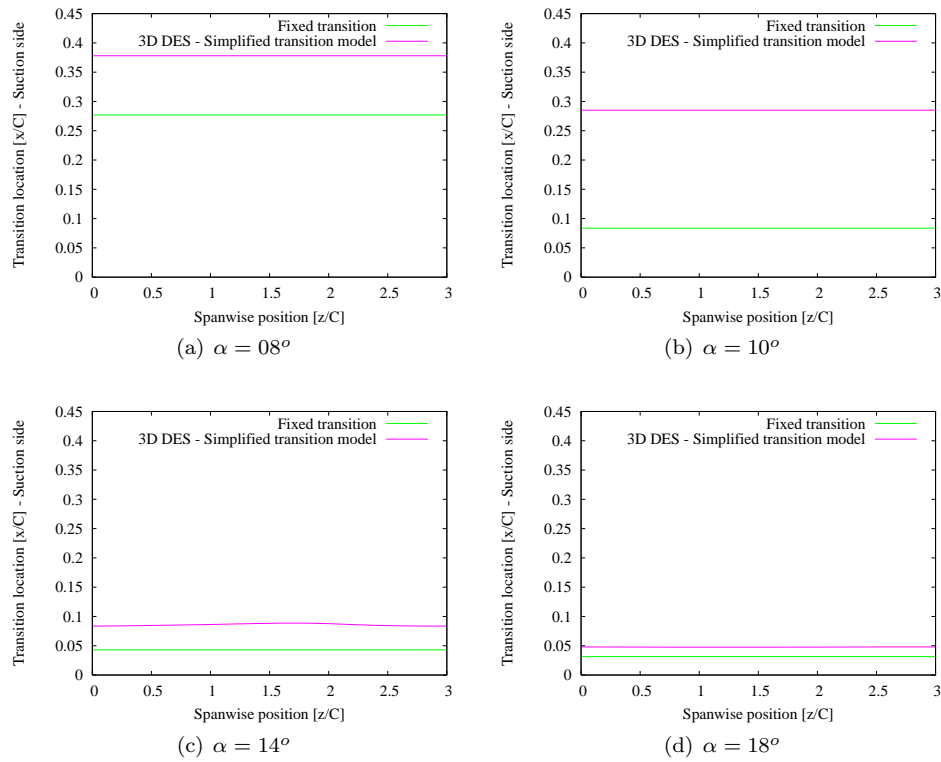 Fixed transition
3D DES - Simplified transition model
Transition location [x/C] - Suction side
0.45
0.4
0.35
0.3
0.25
0.2
0.15
0.1
0.05
0
0 0.5 1 1.5 2 2.5 3
Spanwise position [z/C]
(a) α = 08°
Fixed transition
3D DES - Simplified transition model
Transition location [x/C] - Suction side
0.45
0.4
0.35
0.3
0.25
0.2
0.15
0.1
0.05
0
0 0.5 1 1.5 2 2.5 3
Spanwise position [z/C]
(b) α = 10°
Fixed transition
3D DES - Simplified transition model
Transition location [x/C] - Suction side
0.45
0.4
0.35
0.3
0.25
0.2
0.15
0.1
0.05
0
0 0.5 1 1.5 2 2.5 3
Spanwise position [z/C]
(c) α = 14°
Fixed transition
3D DES - Simplified transition model
Transition location [x/C] - Suction side
0.45
0.4
0.35
0.3
0.25
0.2
0.15
0.1
0.05
0
0 0.5 1 1.5 2 2.5 3
Spanwise position [z/C]
(d) α = 18°